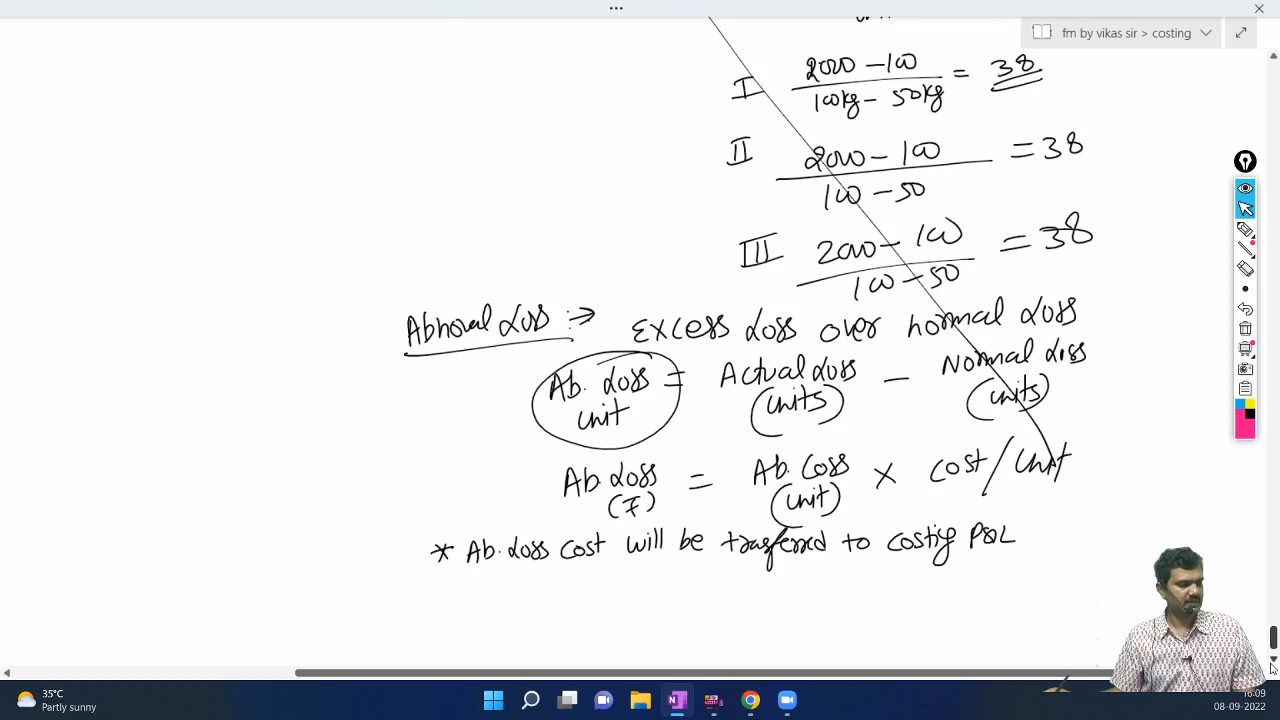 fm by vikas sir > costing
I 2000 - 100 / 100kg - 50kg = 38
II 2000 - 100 / 100 - 50 = 38
III 2000 - 100 / 100 - 50 = 38
Abnoral Loss :⇒ Excess Loss over normal Loss
Ab. Loss unit = Actual Loss (units) - Normal Loss (units)
Ab. Loss (₹) = Ab. Loss (unit) × Cost/Unit
* Ab. Loss cost will be trasferred to costig P&L
35°C
Partly sunny
16:09
08-09-2022